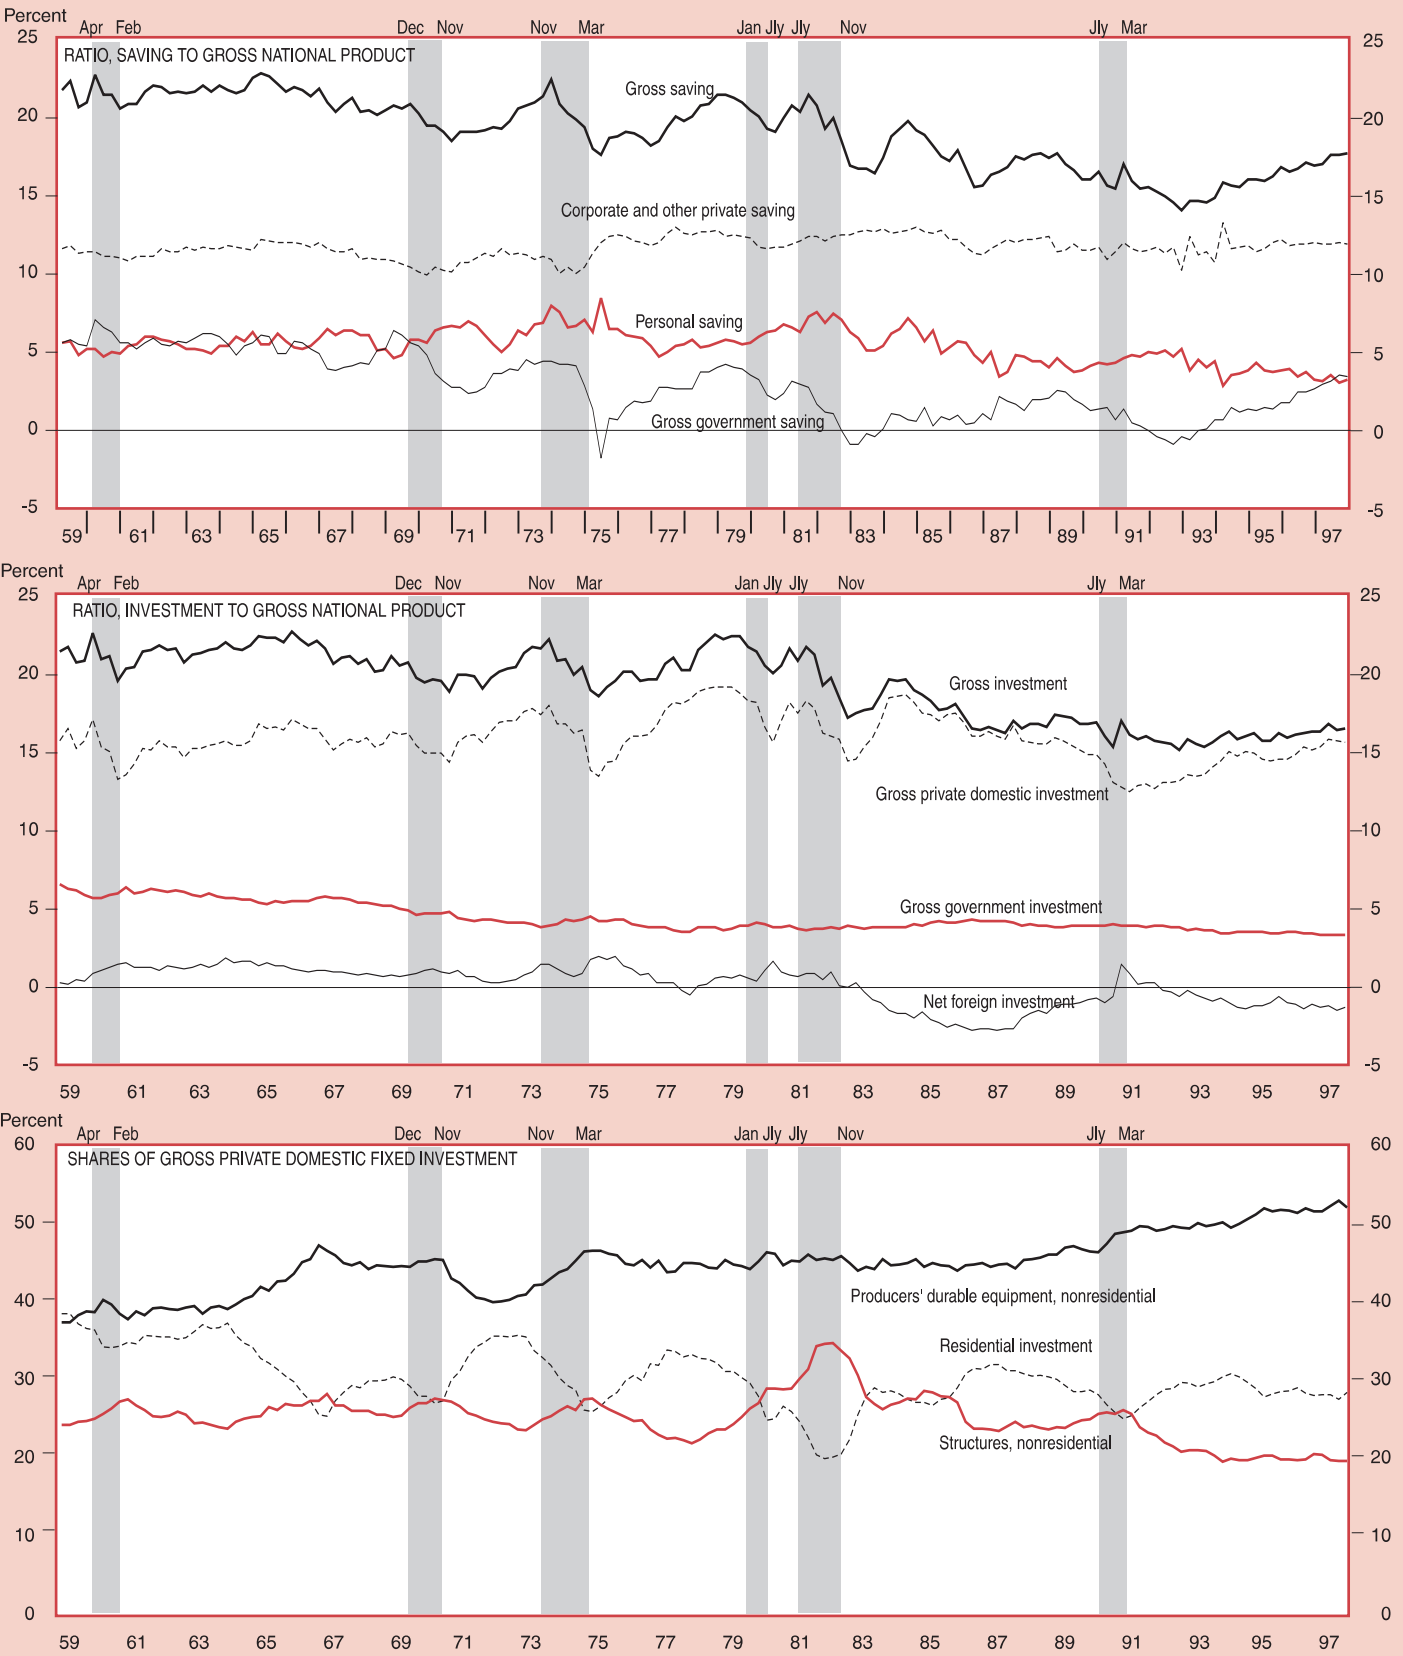 Percent
Apr Feb Dec Nov Nov Mar Jan Jly Jly Nov Jly Mar
25 25
RATIO, SAVING TO GROSS NATIONAL PRODUCT
Gross saving
20 20
15 15
Corporate and other private saving
10 10
Personal saving
5 5
Gross government saving
0 0
-5 -5
59 61 63 65 67 69 71 73 75 77 79 81 83 85 87 89 91 93 95 97
Percent
Apr Feb Dec Nov Nov Mar Jan Jly Jly Nov Jly Mar
25 25
RATIO, INVESTMENT TO GROSS NATIONAL PRODUCT
20 20
Gross investment
15 15
Gross private domestic investment
10 10
5 5
Gross government investment
0 0
Net foreign investment
-5 -5
59 61 63 65 67 69 71 73 75 77 79 81 83 85 87 89 91 93 95 97
Percent
Apr Feb Dec Nov Nov Mar Jan Jly Jly Nov Jly Mar
60 60
SHARES OF GROSS PRIVATE DOMESTIC FIXED INVESTMENT
50 50
Producers' durable equipment, nonresidential
40 40
Residential investment
30 30
Structures, nonresidential
20 20
10 10
0 0
59 61 63 65 67 69 71 73 75 77 79 81 83 85 87 89 91 93 95 97